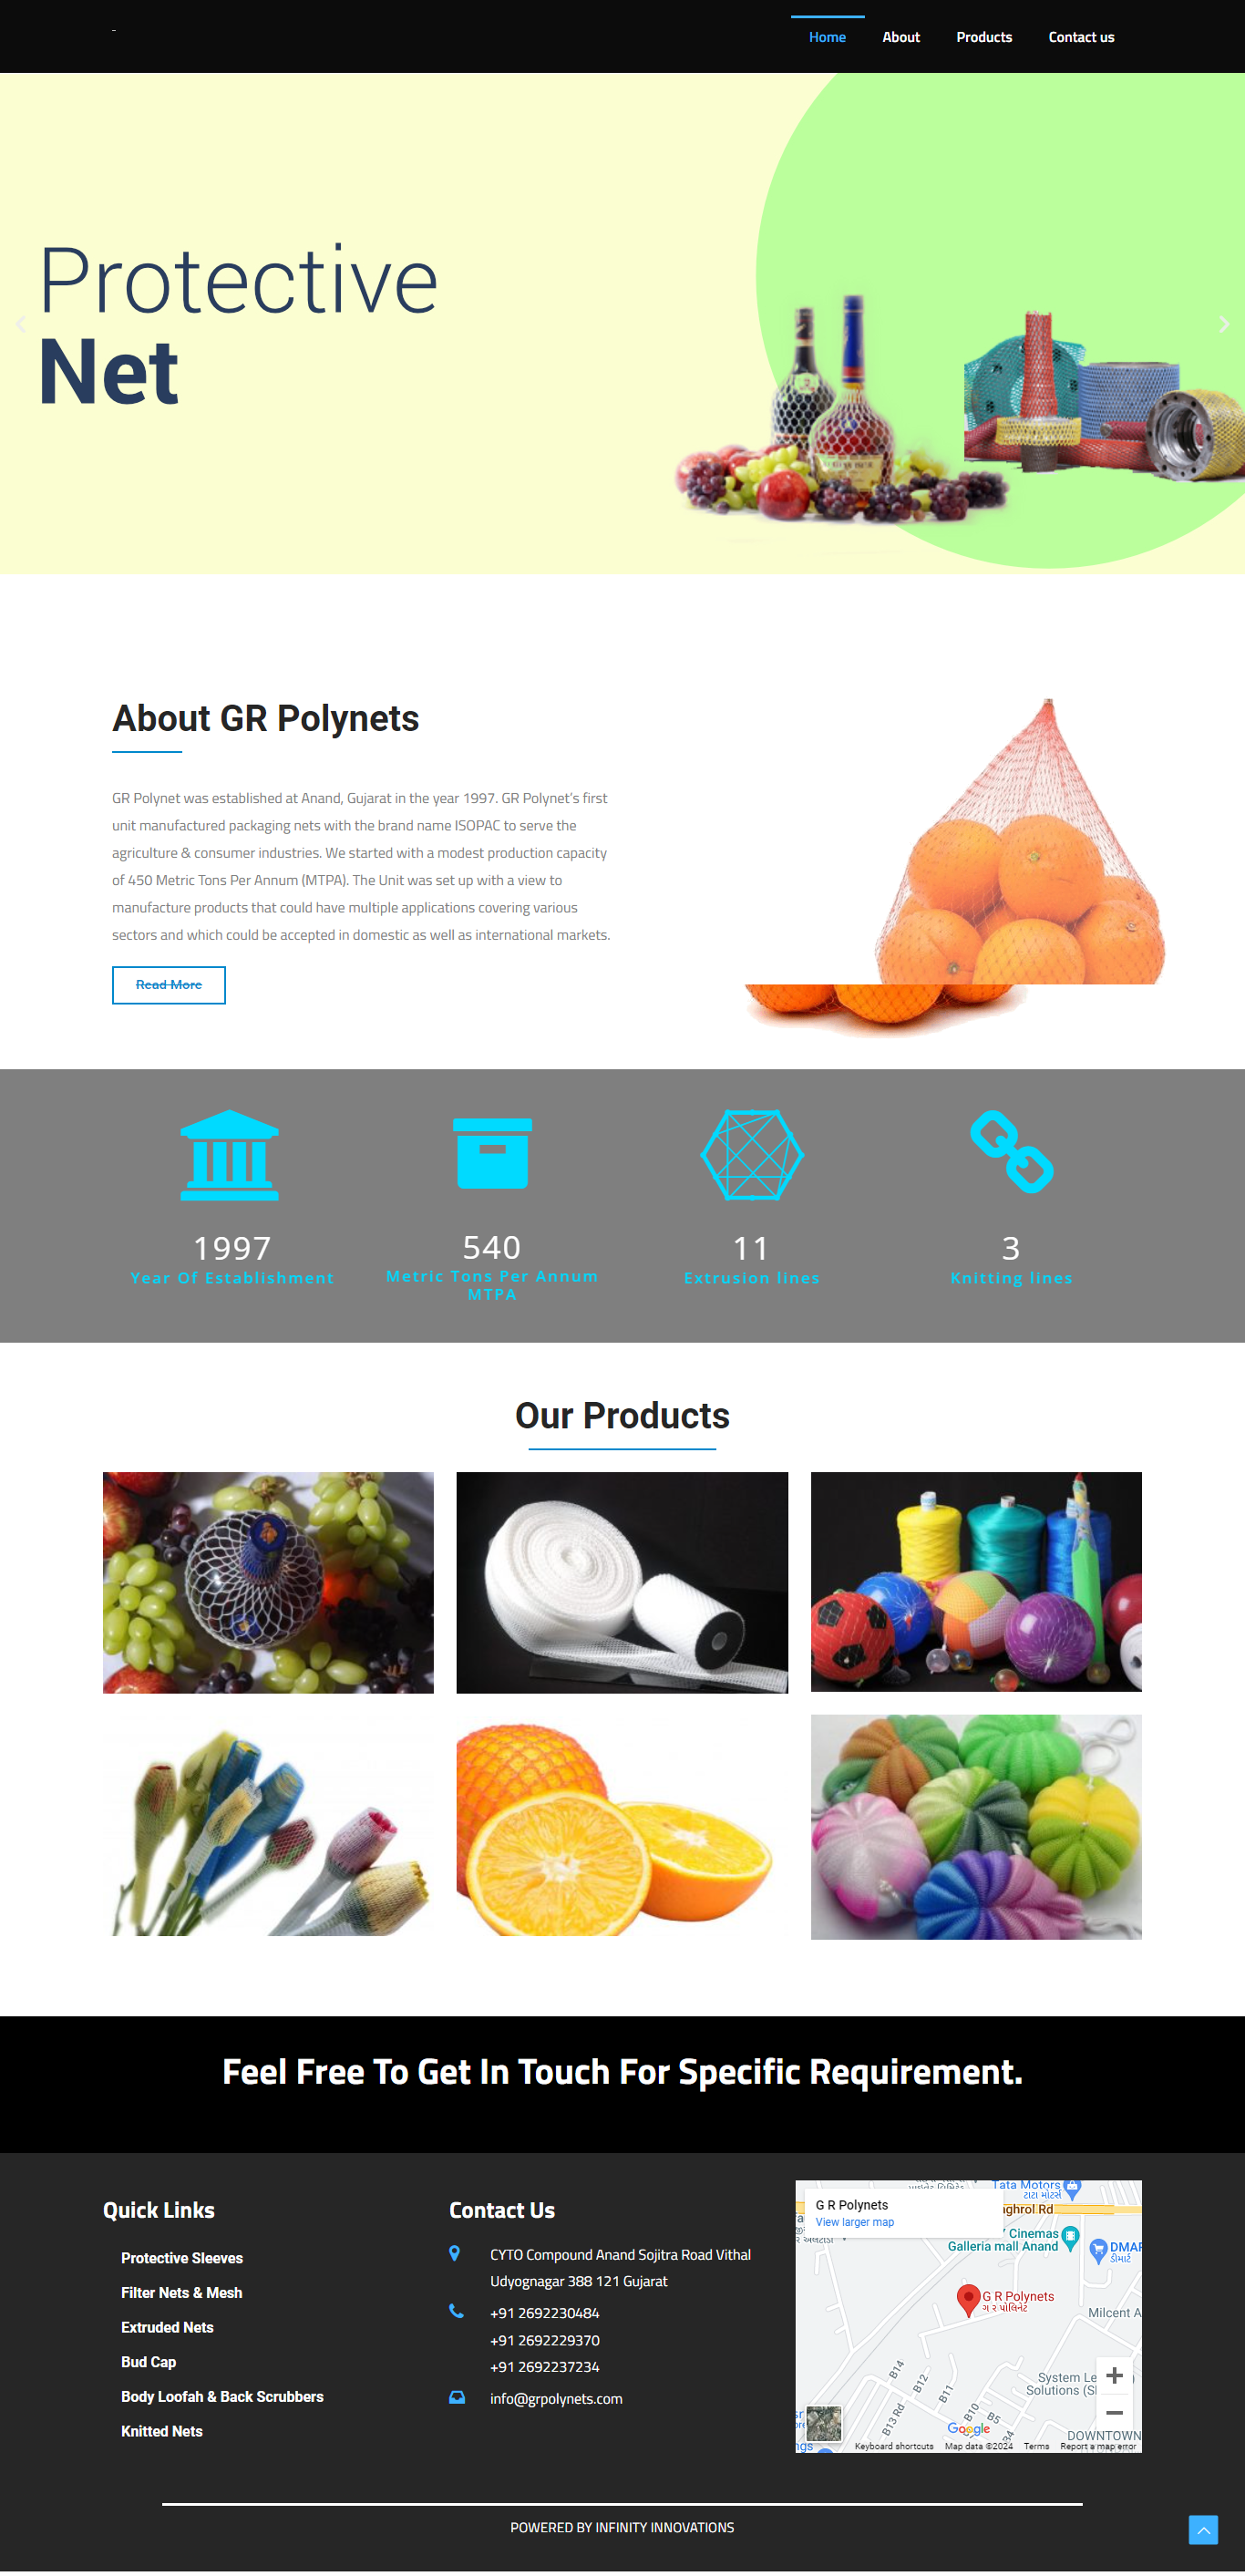 Home About Products Contact us
Protective
Net
About GR Polynets
GR Polynet was established at Anand, Gujarat in the year 1997. GR Polynet's first
unit manufactured packaging nets with the brand name ISOPAC to serve the
agriculture & consumer industries. We started with a modest production capacity
of 450 Metric Tons Per Annum (MTPA). The Unit was set up with a view to
manufacture products that could have multiple applications covering various
sectors and which could be accepted in domestic as well as international markets.
Read More
1997
Year Of Establishment
540
Metric Tons Per Annum
MTPA
11
Extrusion lines
3
Knitting lines
Our Products
Feel Free To Get In Touch For Specific Requirement.
Quick Links
Protective Sleeves
Filter Nets & Mesh
Extruded Nets
Bud Cap
Body Loofah & Back Scrubbers
Knitted Nets
Contact Us
CYTO Compound Anand Sojitra Road Vithal
Udyognagar 388 121 Gujarat
+91 2692230484
+91 2692229370
+91 2692237234
info@grpolynets.com
G R Polynets
View larger map
Tata Motors
ટાટા મોટર્સ
aghrol Rd
Cinemas
Galleria mall Anand
DMAR
ડીમાર્ટ
G R Polynets
ગ ર પોલિનેટ
Milcent A
B14
B12
B11
B10
B5
B13 Rd
System Le
Solutions (S
DOWNTOWN
Google
Keyboard shortcuts Map data ©2024 Terms Report a map error
POWERED BY INFINITY INNOVATIONS